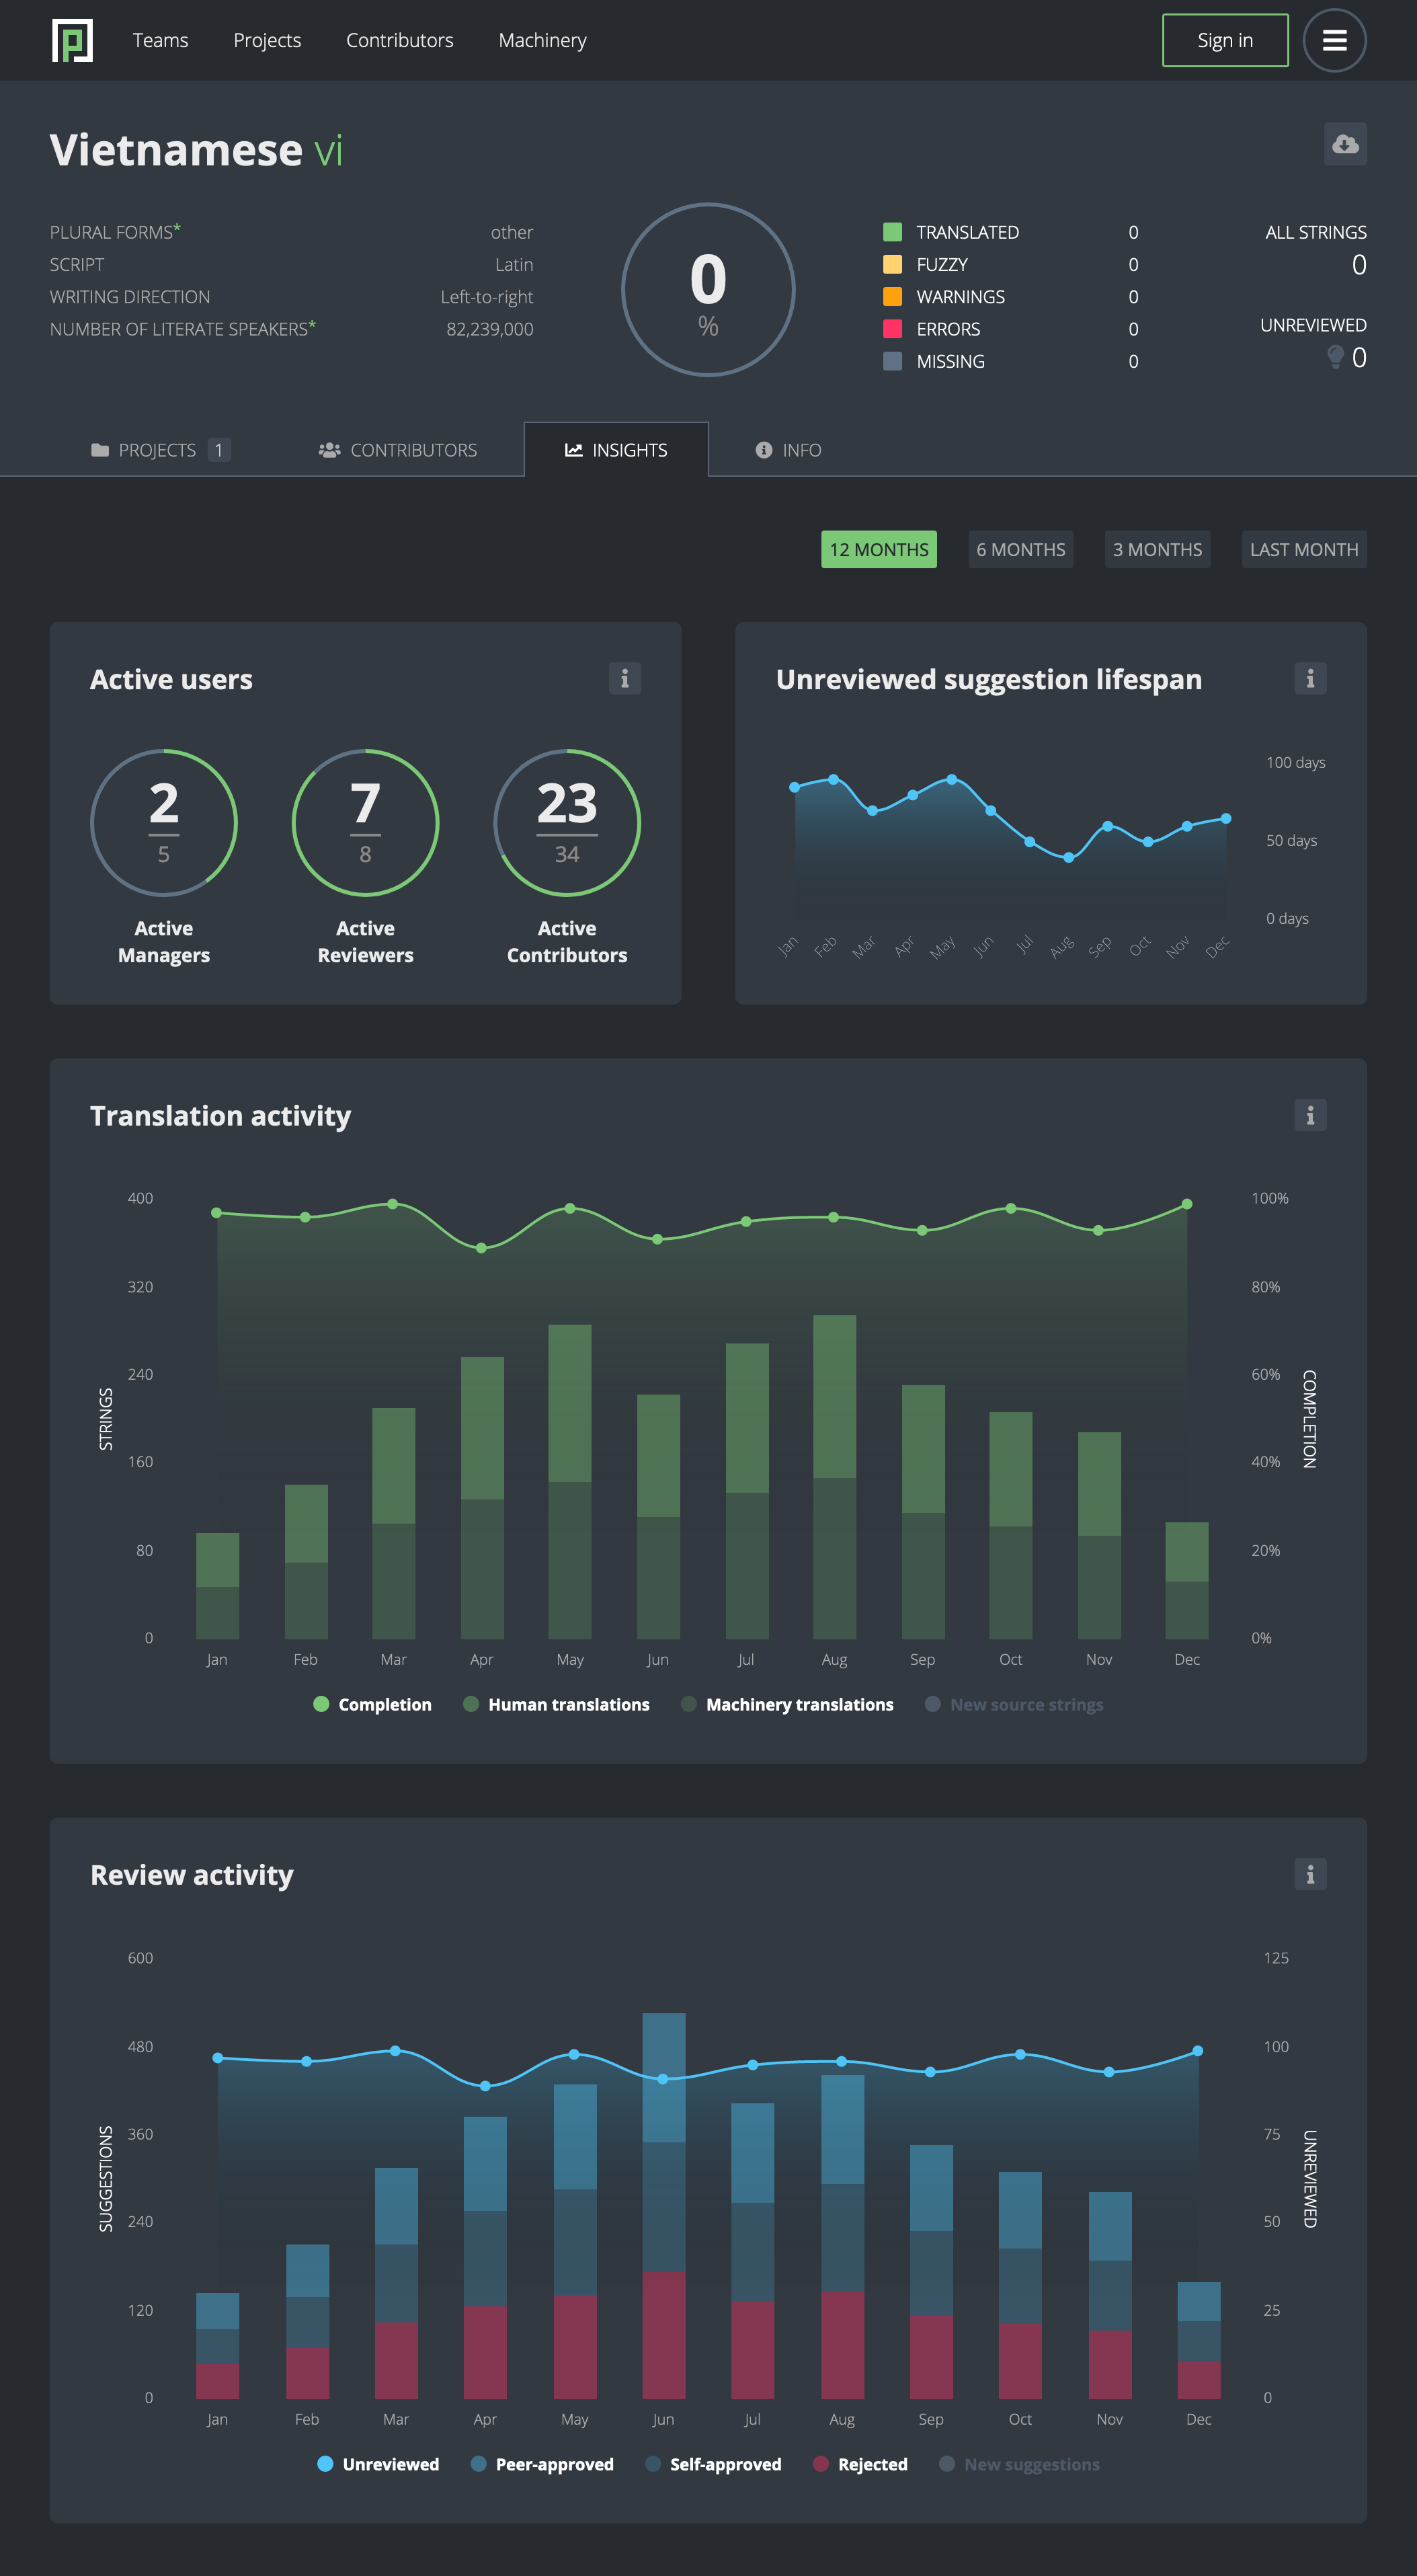 Teams Projects Contributors Machinery Sign in
Vietnamese vi
PLURAL FORMS* other
SCRIPT Latin
WRITING DIRECTION Left-to-right
NUMBER OF LITERATE SPEAKERS* 82,239,000
0
%
TRANSLATED 0
FUZZY 0
WARNINGS 0
ERRORS 0
MISSING 0
ALL STRINGS
0
UNREVIEWED
0
PROJECTS 1 CONTRIBUTORS INSIGHTS INFO
12 MONTHS 6 MONTHS 3 MONTHS LAST MONTH
Active users
2
5
Active
Managers
7
8
Active
Reviewers
23
34
Active
Contributors
Unreviewed suggestion lifespan
100 days
50 days
0 days
Jan Feb Mar Apr May Jun Jul Aug Sep Oct Nov Dec
Translation activity
400 100%
320 80%
240 60%
STRINGS COMPLETION
160 40%
80 20%
0 0%
Jan Feb Mar Apr May Jun Jul Aug Sep Oct Nov Dec
Completion Human translations Machinery translations New source strings
Review activity
600 125
480 100
360 75
SUGGESTIONS UNREVIEWED
240 50
120 25
0 0
Jan Feb Mar Apr May Jun Jul Aug Sep Oct Nov Dec
Unreviewed Peer-approved Self-approved Rejected New suggestions